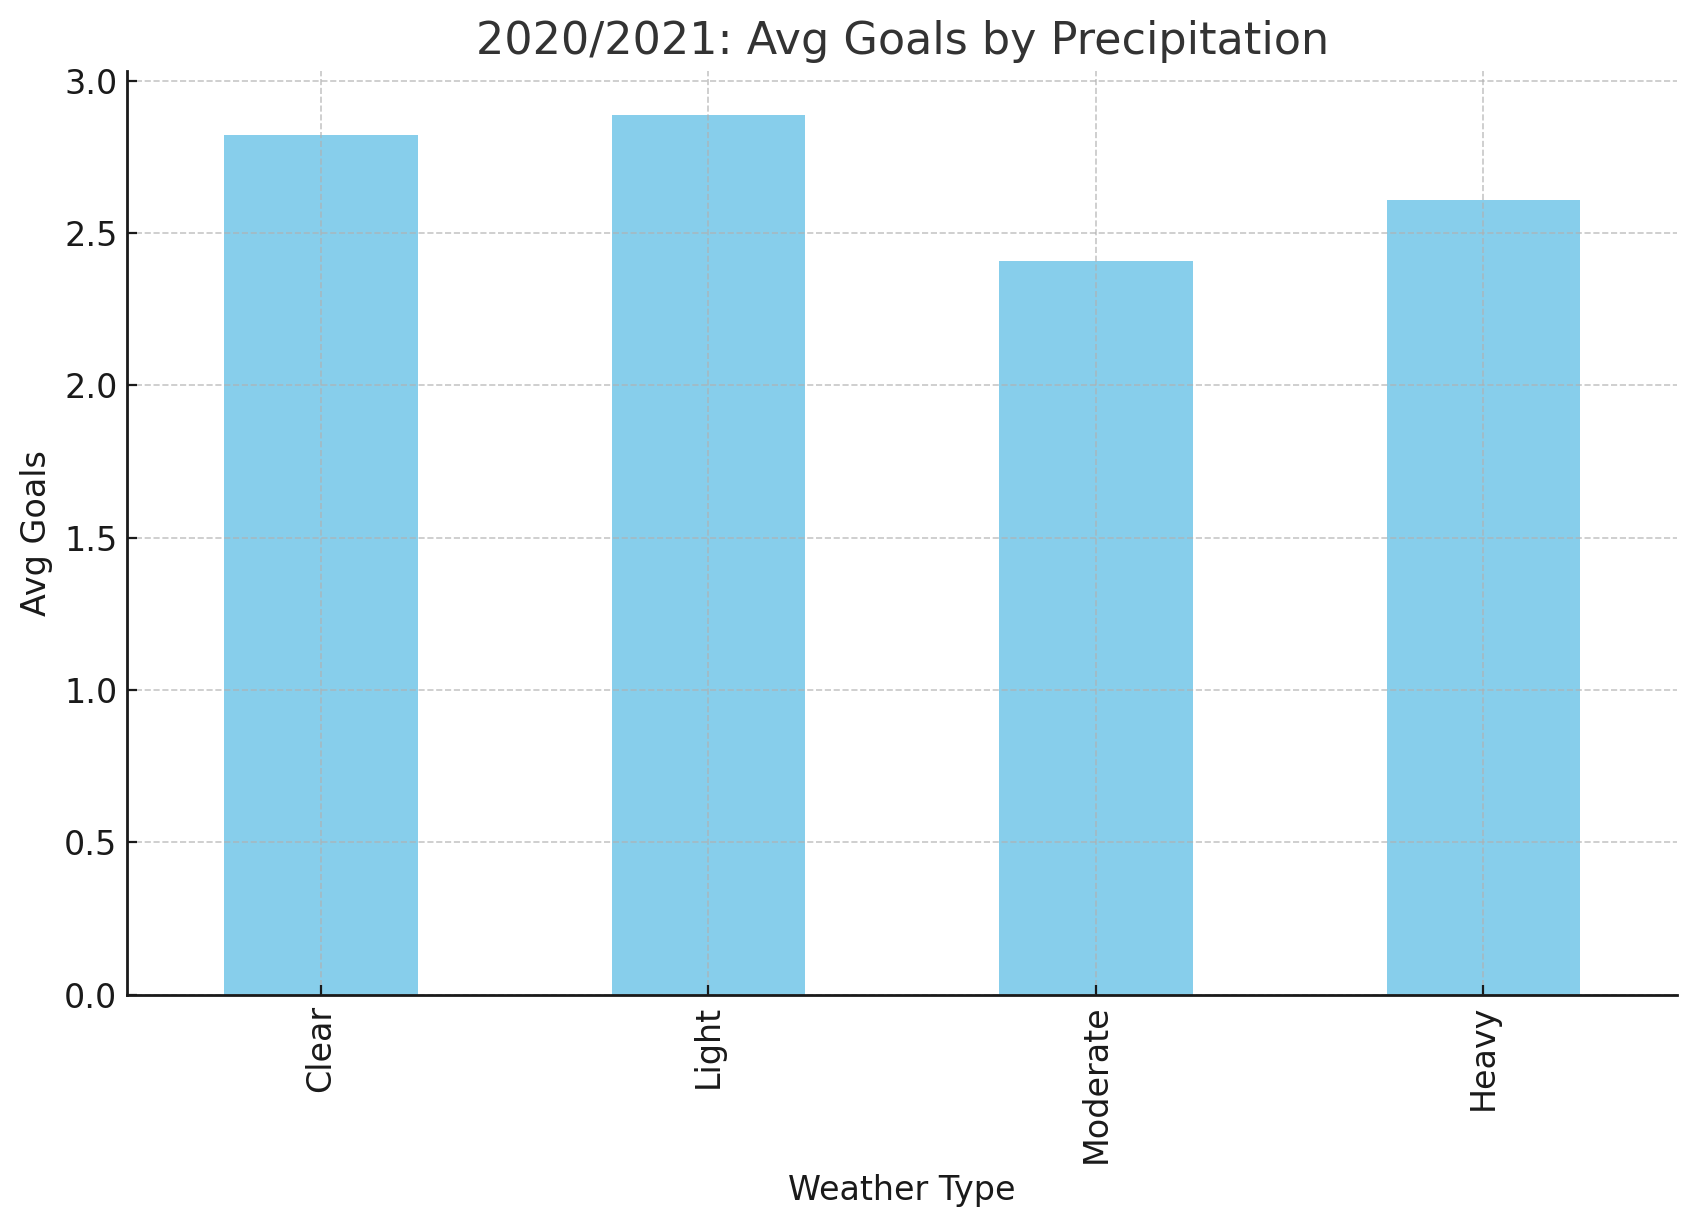 2020/2021: Avg Goals by Precipitation
3.0
2.5
2.0
1.5
1.0
0.5
0.0
Avg Goals
Clear
Light
Moderate
Heavy
Weather Type